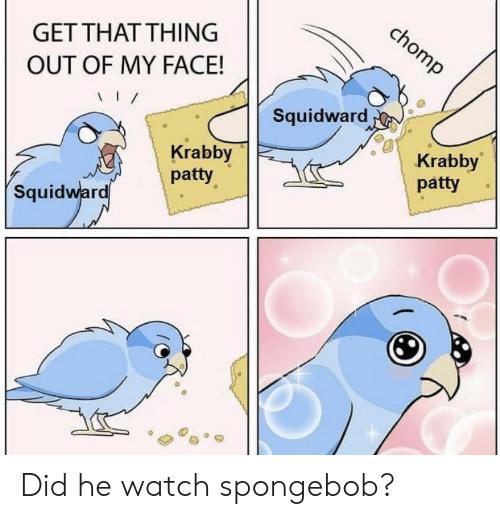 GET THAT THING
OUT OF MY FACE!
Squidward
Krabby
patty
chomp
Squidward
Krabby
patty
Did he watch spongebob?